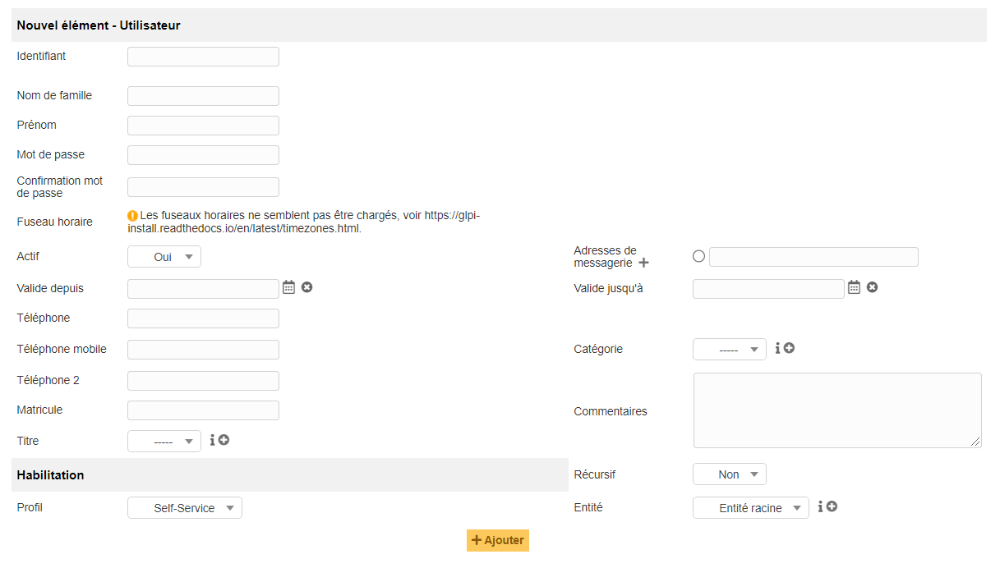 Nouvel élément - Utilisateur
Identifiant
Nom de famille
Prénom
Mot de passe
Confirmation mot
de passe
Fuseau horaire
Les fuseaux horaires ne semblent pas être chargés, voir https://glpi-
install.readthedocs.io/en/latest/timezones.html.
Actif
Oui
Adresses de
messagerie
Valide depuis
Valide jusqu'à
Téléphone
Téléphone mobile
Catégorie
-----
Téléphone 2
Matricule
Commentaires
Titre
-----
Habilitation
Récursif
Non
Profil
Self-Service
Entité
Entité racine
Ajouter